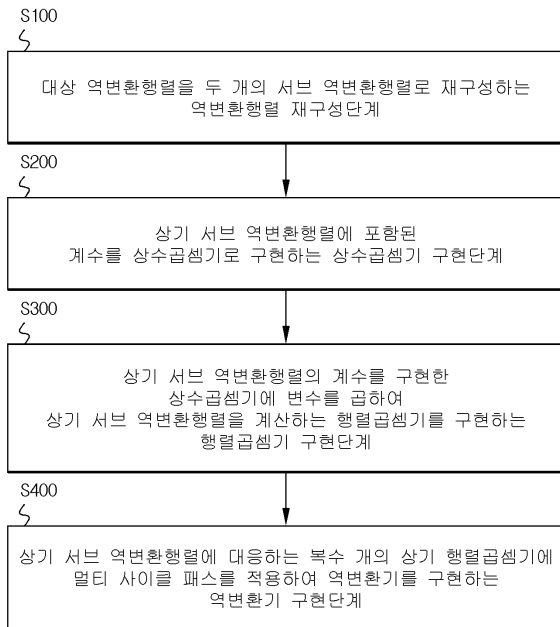 S100
대상 역변환행렬을 두 개의 서브 역변환행렬로 재구성하는
역변환행렬 재구성단계
S200
상기 서브 역변환행렬에 포함된
계수를 상수곱셈기로 구현하는 상수곱셈기 구현단계
S300
상기 서브 역변환행렬의 계수를 구현한
상수곱셈기에 변수를 곱하여
상기 서브 역변환행렬을 계산하는 행렬곱셈기를 구현하는
행렬곱셈기 구현단계
S400
상기 서브 역변환행렬에 대응하는 복수 개의 상기 행렬곱셈기에
멀티 사이클 패스를 적용하여 역변환기를 구현하는
역변환기 구현단계